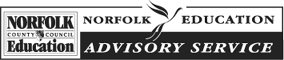 NORFOLK
COUNTY COUNCIL
Education
NORFOLK EDUCATION
ADVISORY SERVICE